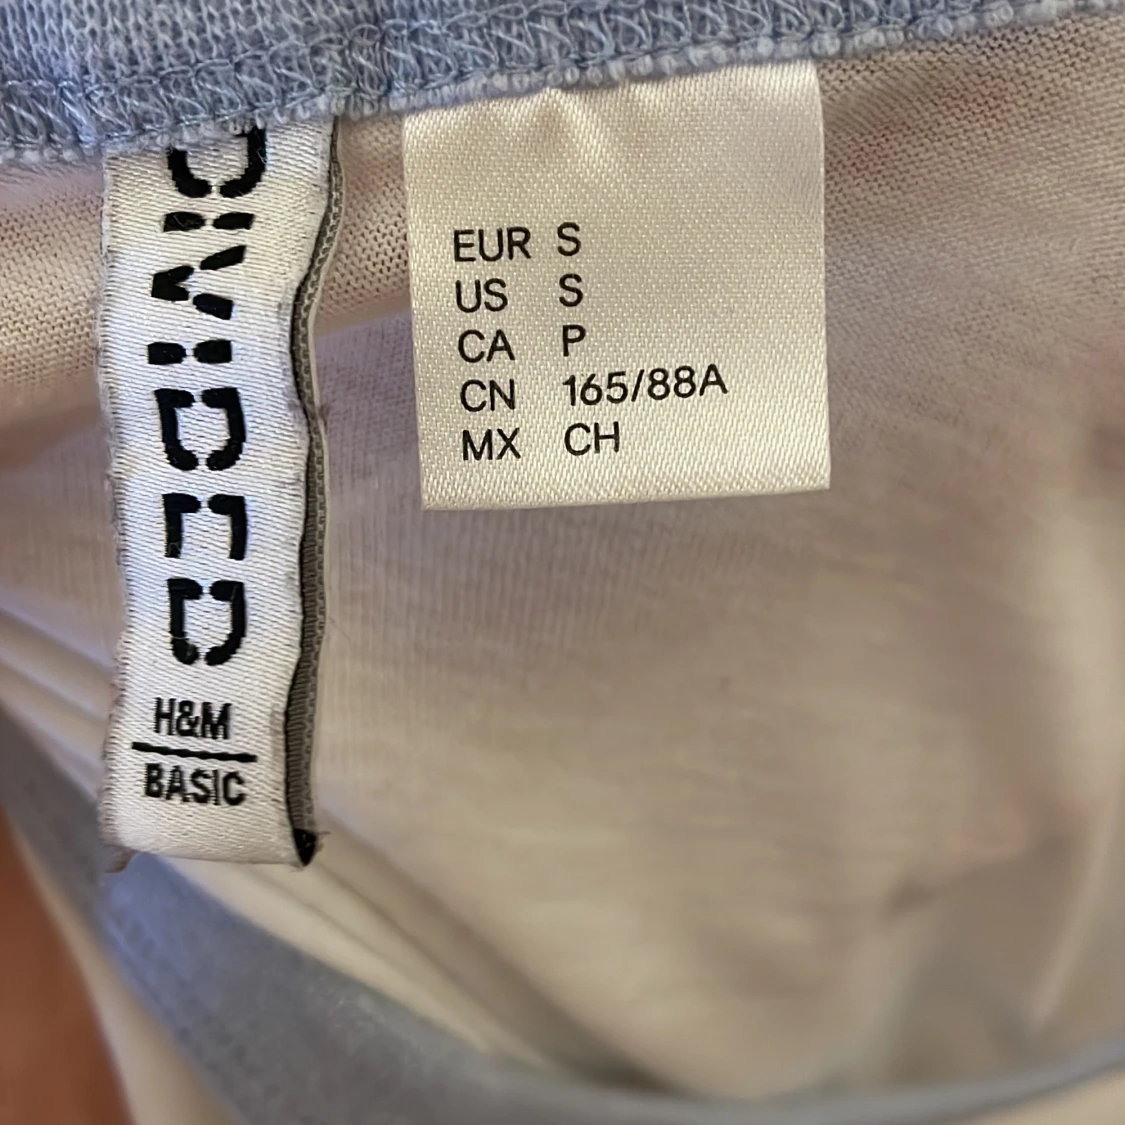 DIVIDED
H&M
BASIC
EUR S
US S
CA P
CN 165/88A
MX CH